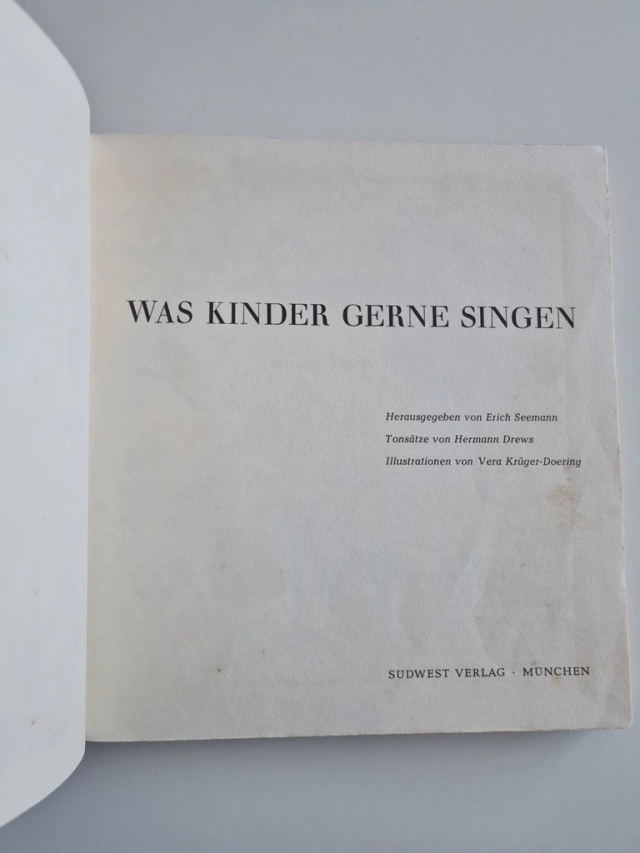 WAS KINDER GERNE SINGEN
Herausgegeben von Erich Seemann
Tonsätze von Hermann Drews
Illustrationen von Vera Krüger-Doering
SÜDWEST VERLAG · MÜNCHEN